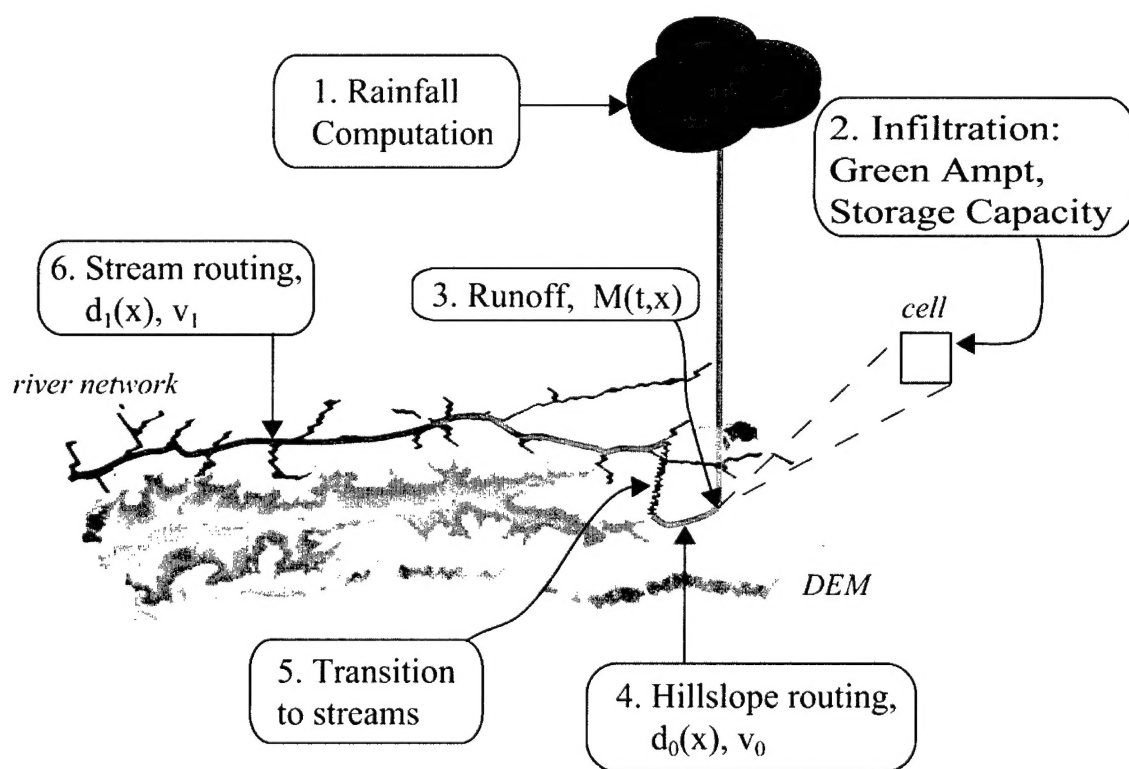 1. Rainfall
Computation
2. Infiltration:
Green Ampt,
Storage Capacity
6. Stream routing,
d₁(x), v₁
3. Runoff, M(t,x)
cell
river network
DEM
5. Transition
to streams
4. Hillslope routing,
d₀(x), v₀